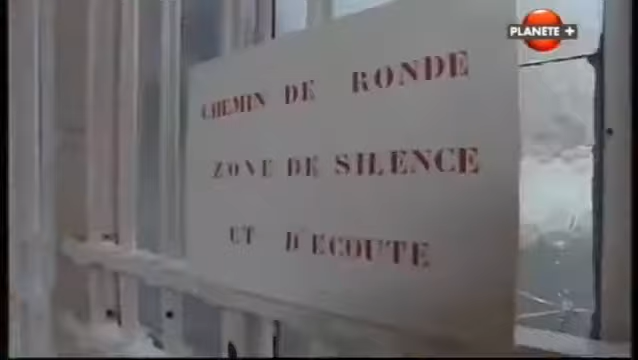 PLANETE +
CHEMIN DE RONDE
ZONE DE SILENCE
ET D'ECOUTE